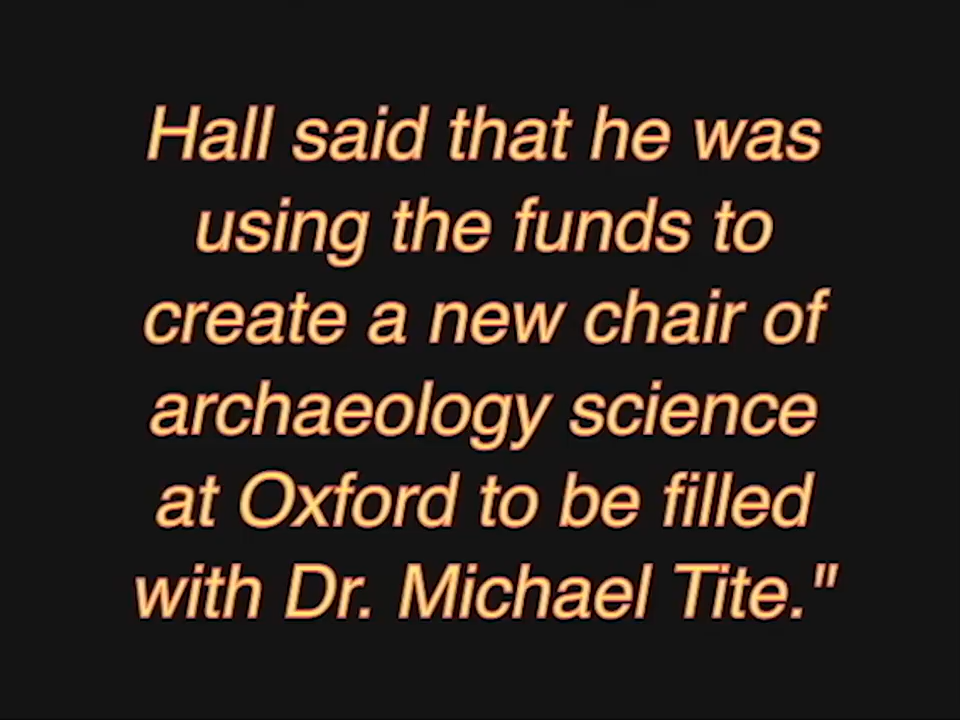 Hall said that he was
using the funds to
create a new chair of
archaeology science
at Oxford to be filled
with Dr. Michael Tite."